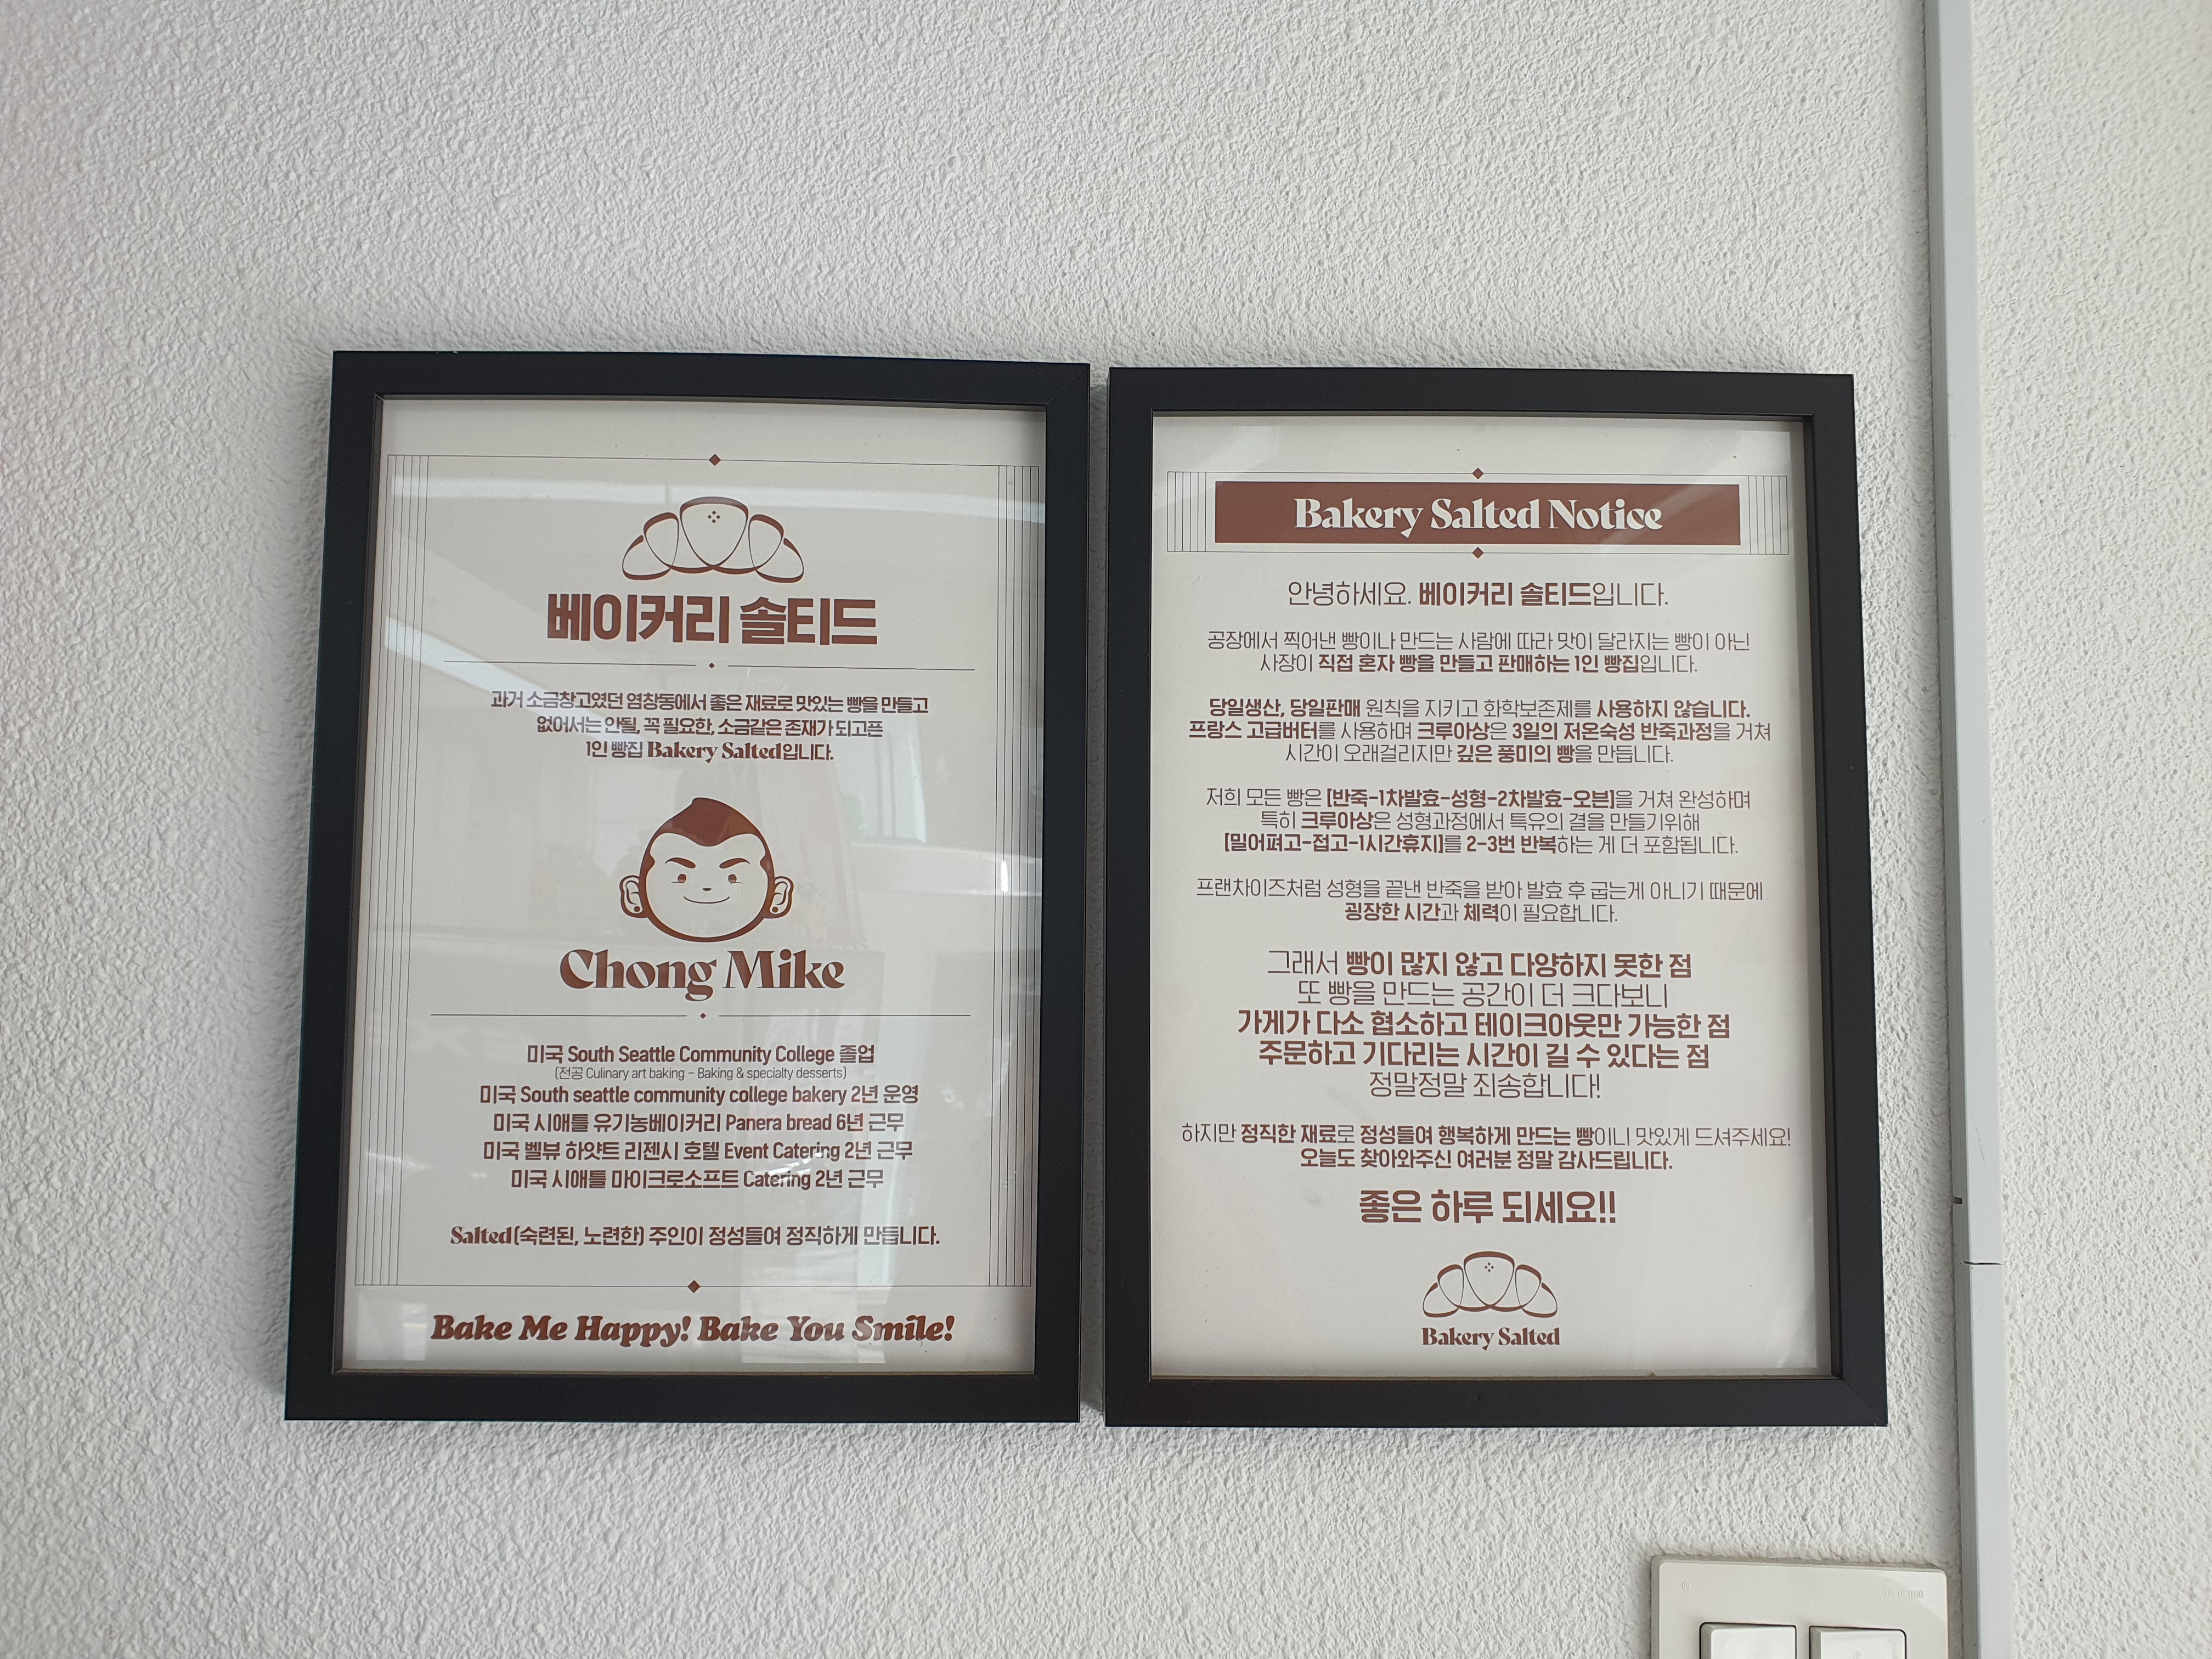 베이커리 솔티드
과거 소금창고였던 염창동에서 좋은 재료로 맛있는 빵을 만들고
없어서는 안될, 꼭 필요한, 소금같은 존재가 되고픈
1인 빵집 Bakery Salted입니다.
Chong Mike
미국 South Seattle Community College 졸업
(전공 Culinary art baking - Baking & specialty desserts)
미국 South seattle community college bakery 2년 운영
미국 시애틀 유기농베이커리 Panera bread 6년 근무
미국 벨뷰 하얏트 리젠시 호텔 Event Catering 2년 근무
미국 시애틀 마이크로소프트 Catering 2년 근무
Salted(숙련된, 노련한) 주인이 정성들여 정직하게 만듭니다.
Bake Me Happy! Bake You Smile!
Bakery Salted Notice
안녕하세요. 베이커리 솔티드입니다.
공장에서 찍어낸 빵이나 만드는 사람에 따라 맛이 달라지는 빵이 아닌
사장이 직접 혼자 빵을 만들고 판매하는 1인 빵집입니다.
당일생산, 당일판매 원칙을 지키고 화학보존제를 사용하지 않습니다.
프랑스 고급버터를 사용하며 크루아상은 3일의 저온숙성 반죽과정을 거쳐
시간이 오래걸리지만 깊은 풍미의 빵을 만듭니다.
저희 모든 빵은 [반죽-1차발효-성형-2차발효-오븐]을 거쳐 완성하며
특히 크루아상은 성형과정에서 특유의 결을 만들기위해
[밀어펴고-접고-1시간휴지]를 2-3번 반복하는 게 더 포함됩니다.
프랜차이즈처럼 성형을 끝낸 반죽을 받아 발효 후 굽는게 아니기 때문에
굉장한 시간과 체력이 필요합니다.
그래서 빵이 많지 않고 다양하지 못한 점
또 빵을 만드는 공간이 더 크다보니
가게가 다소 협소하고 테이크아웃만 가능한 점
주문하고 기다리는 시간이 길 수 있다는 점
정말정말 죄송합니다!
하지만 정직한 재료로 정성들여 행복하게 만드는 빵이니 맛있게 드셔주세요!
오늘도 찾아와주신 여러분 정말 감사드립니다.
좋은 하루 되세요!!
Bakery Salted